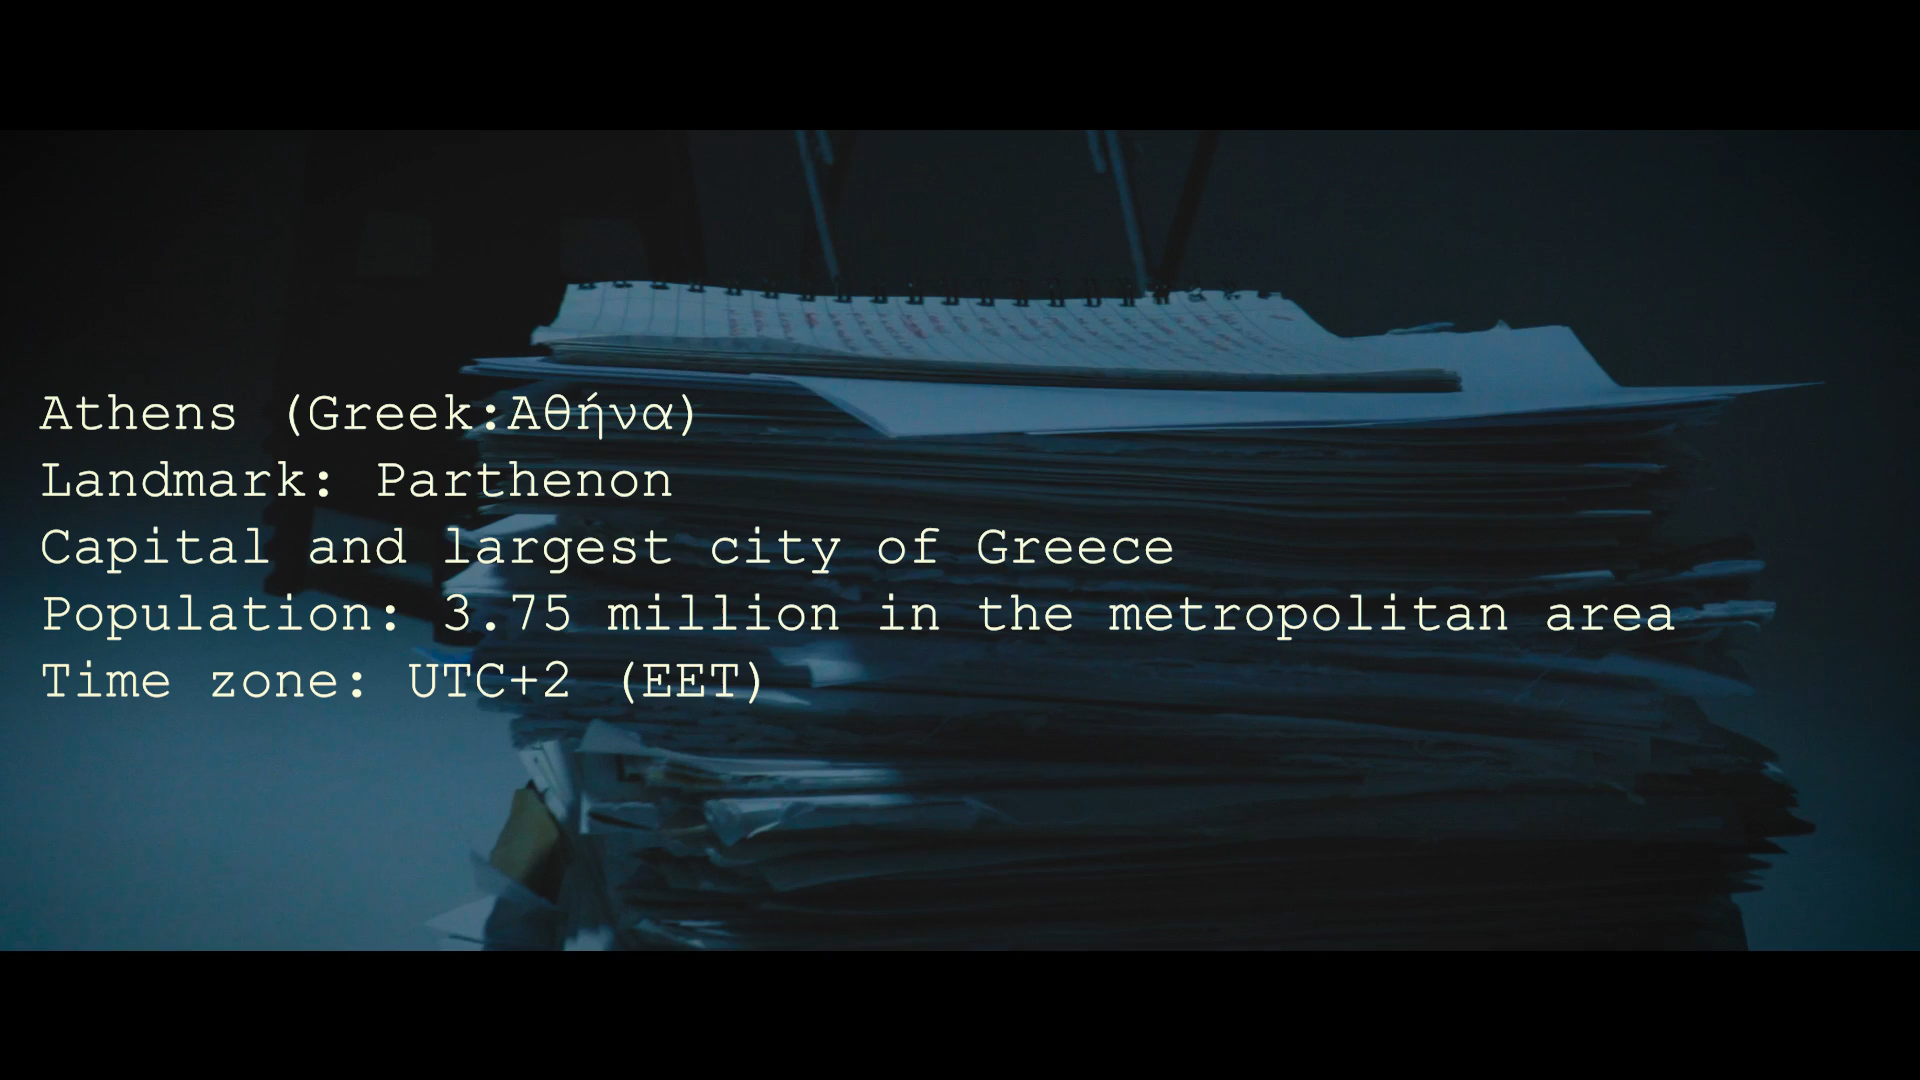 Athens (Greek:Αθήνα)
Landmark: Parthenon
Capital and largest city of Greece
Population: 3.75 million in the metropolitan area
Time zone: UTC+2 (EET)